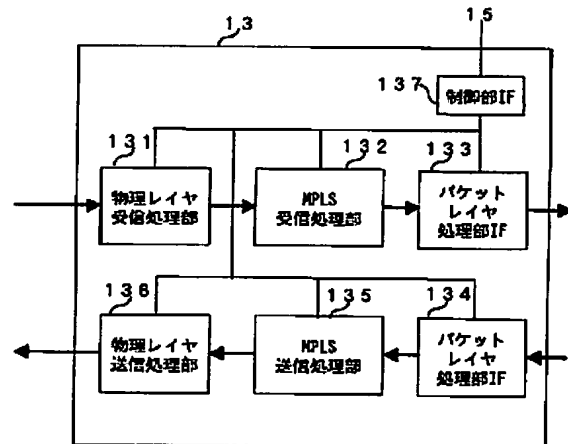 13
15
137
制御部IF
131
132
133
物理レイヤ
受信処理部
MPLS
受信処理部
パケット
レイヤ
処理部IF
136
135
134
物理レイヤ
送信処理部
MPLS
送信処理部
パケット
レイヤ
処理部IF